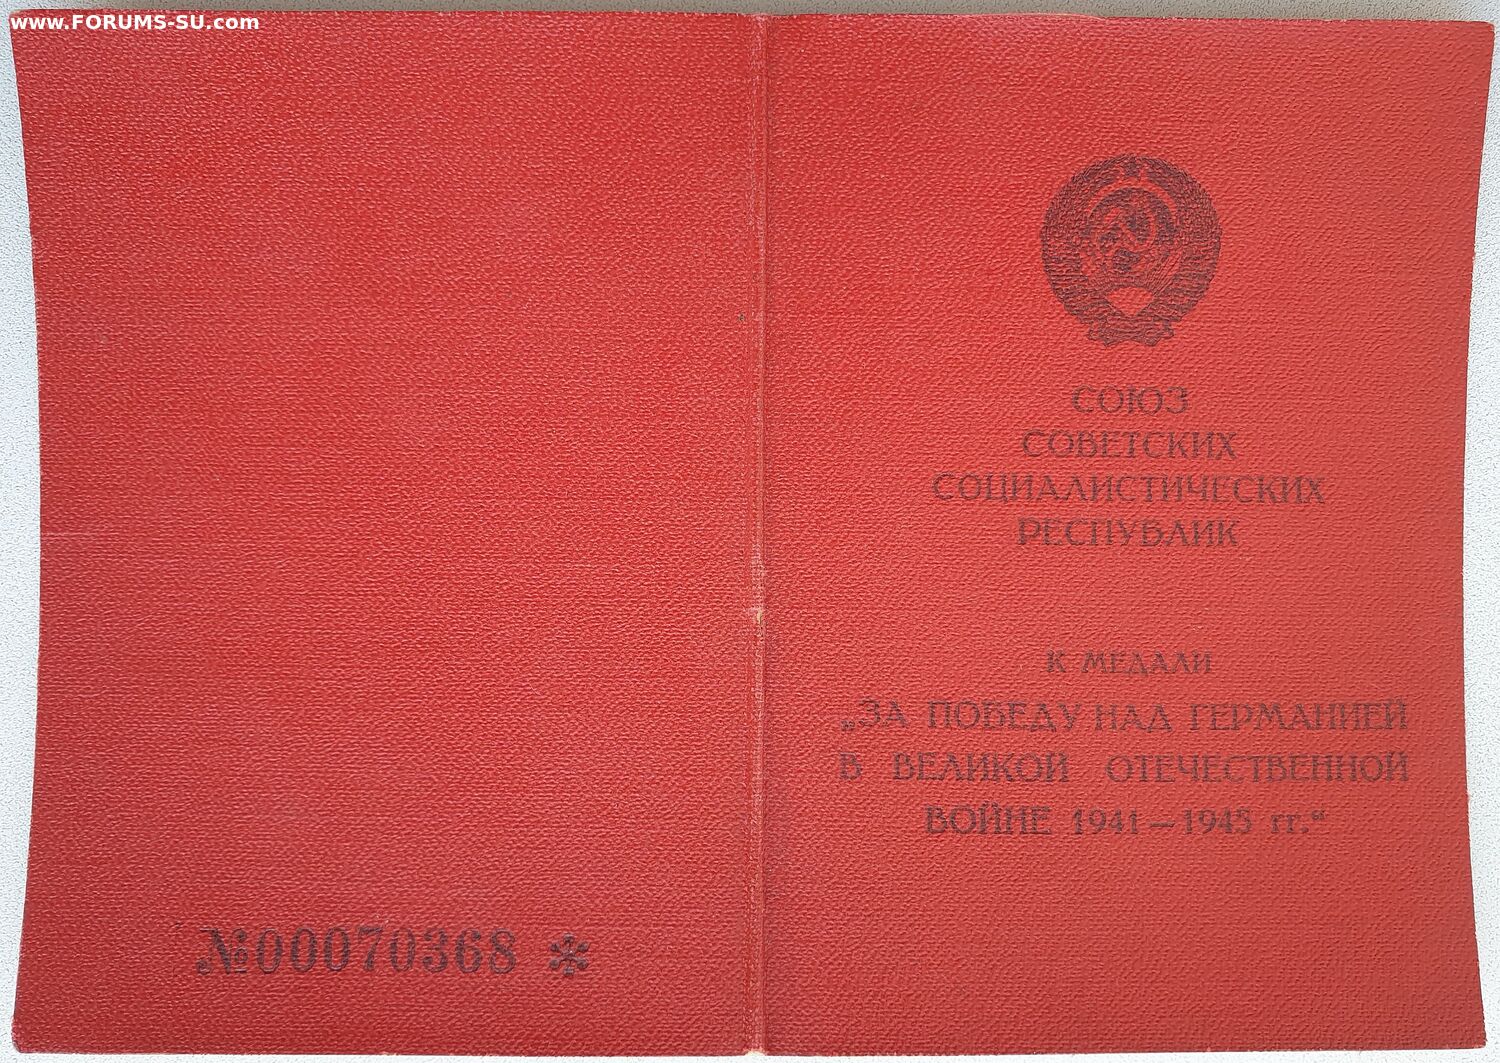 www.FORUMS-SU.com
СОЮЗ
СОВЕТСКИХ
СОЦИАЛИСТИЧЕСКИХ
РЕСПУБЛИК
К МЕДАЛИ
„ЗА ПОБЕДУ НАД ГЕРМАНИЕЙ
В ВЕЛИКОЙ ОТЕЧЕСТВЕННОЙ
ВОЙНЕ 1941—1945 гг.“
№00070368 *